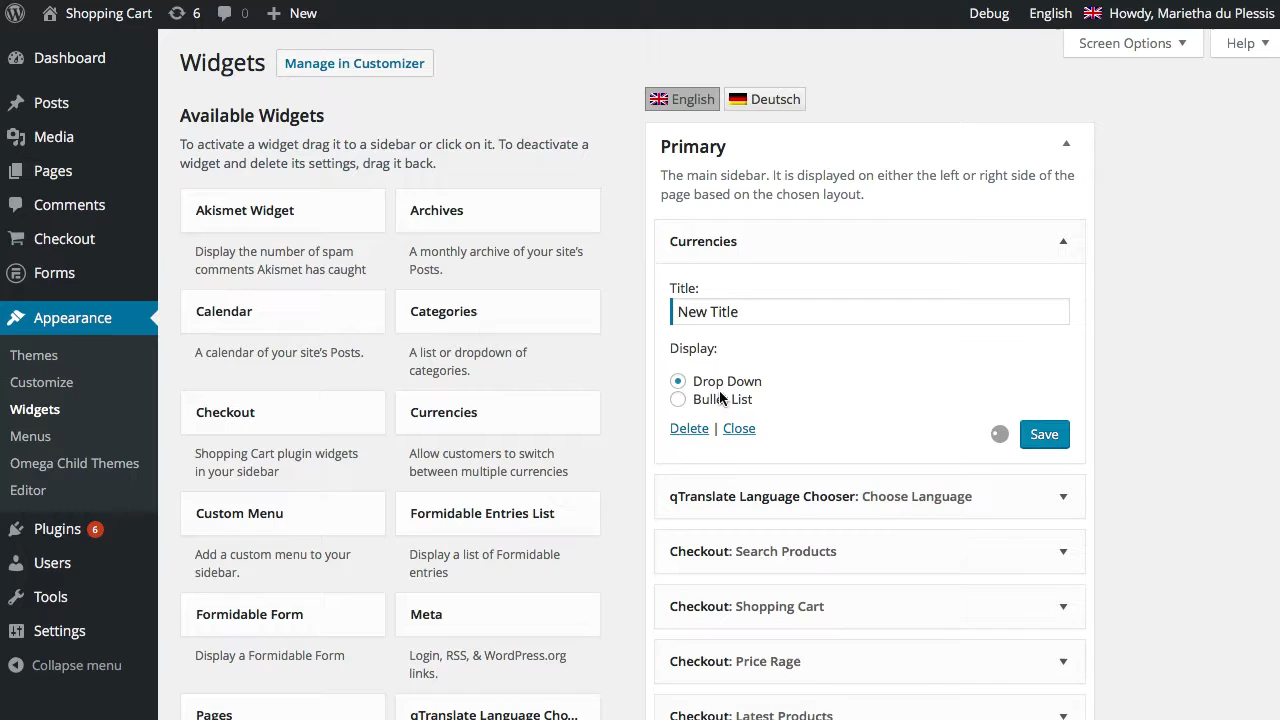 Shopping Cart 6 0 + New Debug English Howdy, Marietha du Plessis
Screen Options ▼ Help ▼
Dashboard
Posts
Media
Pages
Comments
Checkout
Forms
Appearance
Themes
Customize
Widgets
Menus
Omega Child Themes
Editor
Plugins 6
Users
Tools
Settings
Collapse menu
Widgets Manage in Customizer
Available Widgets
To activate a widget drag it to a sidebar or click on it. To deactivate a
widget and delete its settings, drag it back.
Akismet Widget
Display the number of spam
comments Akismet has caught
Archives
A monthly archive of your site's
Posts.
Calendar
A calendar of your site's Posts.
Categories
A list or dropdown of
categories.
Checkout
Shopping Cart plugin widgets
in your sidebar
Currencies
Allow customers to switch
between multiple currencies
Custom Menu
Add a custom menu to your
sidebar.
Formidable Entries List
Display a list of Formidable
entries
Formidable Form
Display a Formidable Form
Meta
Login, RSS, & WordPress.org
links.
Pages
qTranslate Language Cho...
English Deutsch
Primary
The main sidebar. It is displayed on either the left or right side of the
page based on the chosen layout.
Currencies
Title:
New Title
Display:
Drop Down
Bullet List
Delete | Close Save
qTranslate Language Chooser: Choose Language
Checkout: Search Products
Checkout: Shopping Cart
Checkout: Price Rage
Checkout: Latest Products